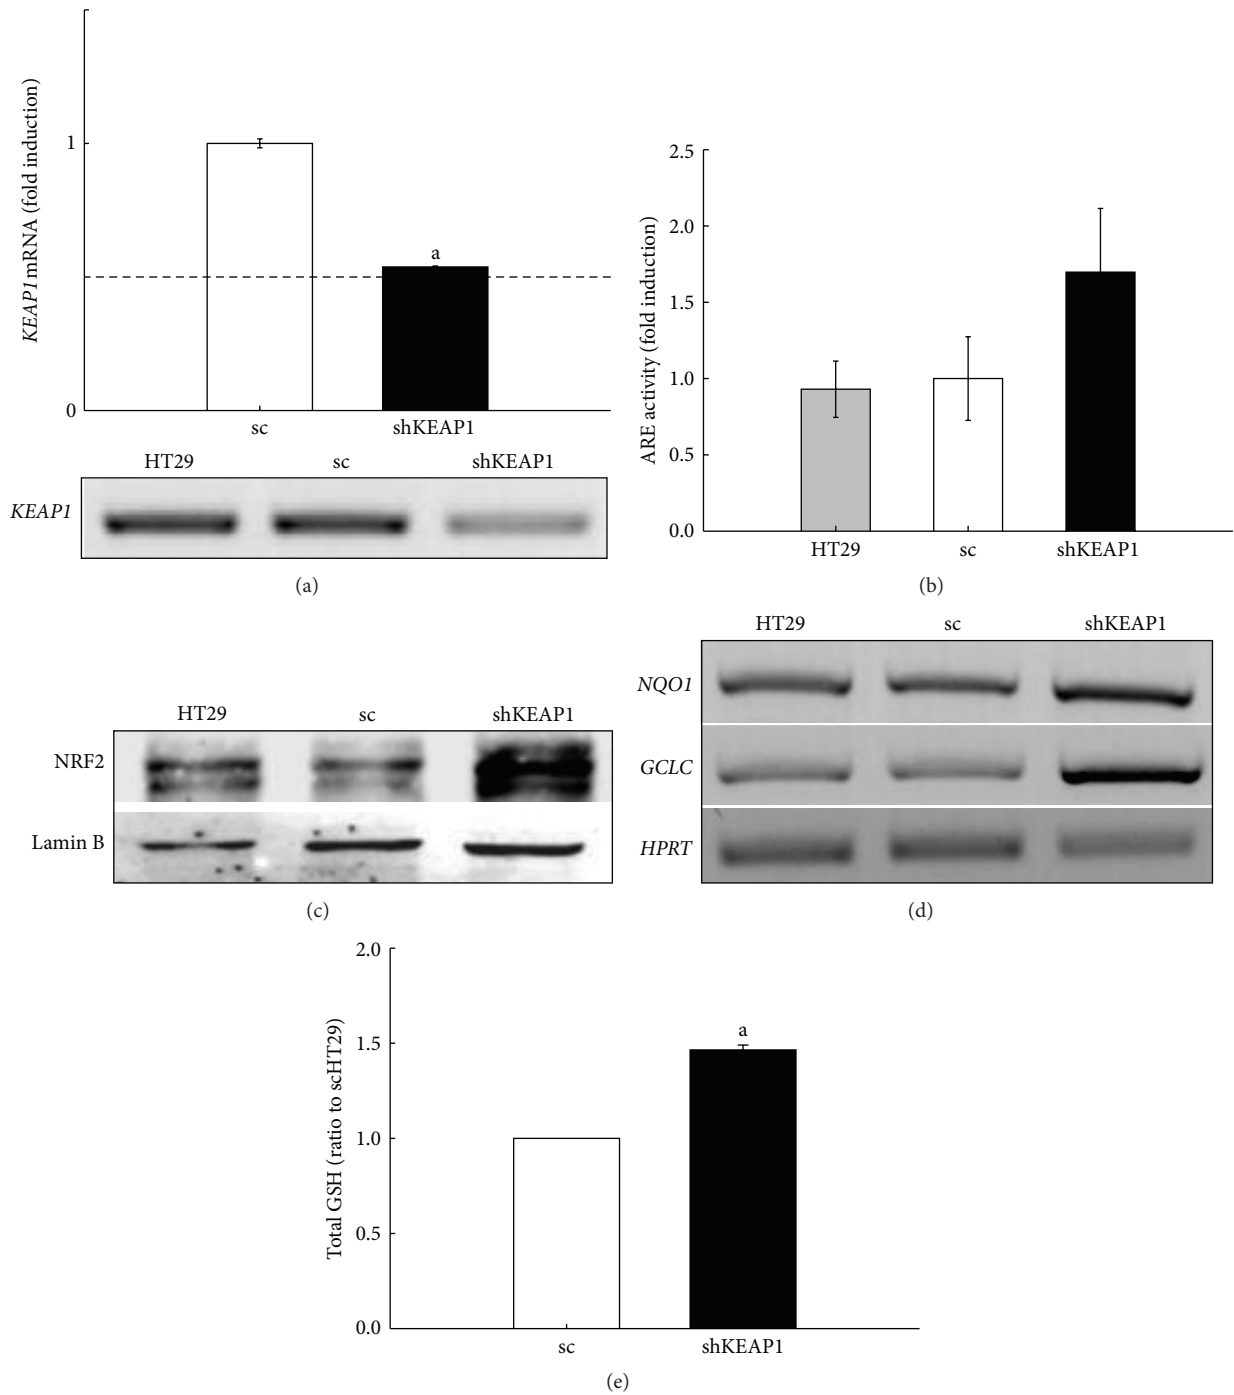 KEAP1 mRNA (fold induction)
1
0
a
sc
shKEAP1
HT29
sc
shKEAP1
KEAP1
(a)
ARE activity (fold induction)
2.5
2.0
1.5
1.0
0.5
0.0
HT29
sc
shKEAP1
(b)
HT29
sc
shKEAP1
NRF2
Lamin B
(c)
HT29
sc
shKEAP1
NQO1
GCLC
HPRT
(d)
Total GSH (ratio to scHT29)
2.0
1.5
1.0
0.5
0.0
a
sc
shKEAP1
(e)